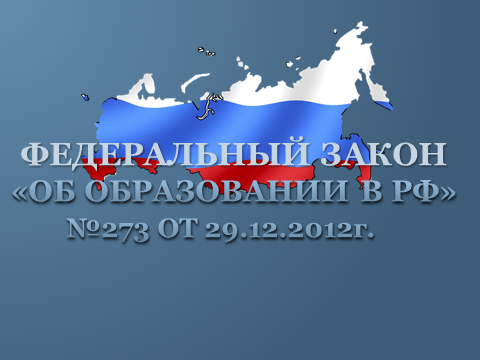 ФЕДЕРАЛЬНЫЙ ЗАКОН
«ОБ ОБРАЗОВАНИИ В РФ»
№273 ОТ 29.12.2012г.